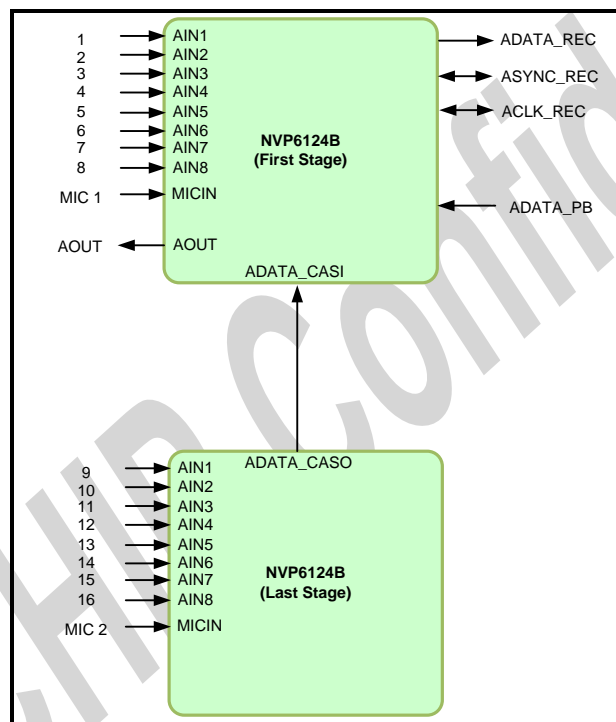 1 AIN1 ADATA_REC
2 AIN2
3 AIN3 ASYNC_REC
4 AIN4
5 AIN5 ACLK_REC
6 AIN6
7 AIN7
8 AIN8
NVP6124B
(First Stage)
MIC 1 MICIN
ADATA_PB
AOUT AOUT
ADATA_CASI
ADATA_CASO
9 AIN1
10 AIN2
11 AIN3
12 AIN4
13 AIN5
14 AIN6
15 AIN7
16 AIN8
NVP6124B
(Last Stage)
MIC 2 MICIN
HIP Confid